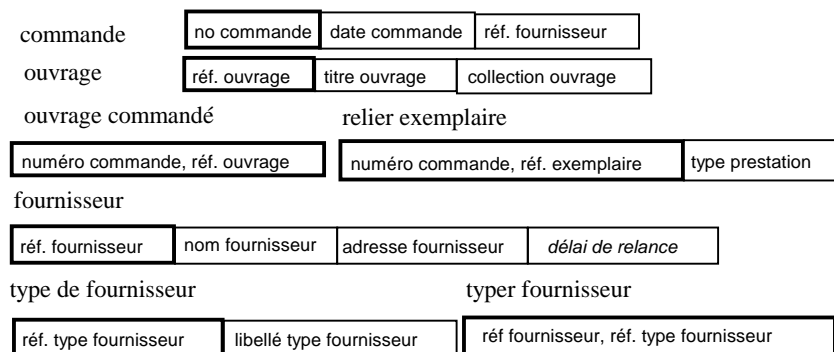 commande no commande date commande réf. fournisseur
ouvrage réf. ouvrage titre ouvrage collection ouvrage
ouvrage commandé relier exemplaire
numéro commande, réf. ouvrage numéro commande, réf. exemplaire type prestation
fournisseur
réf. fournisseur nom fournisseur adresse fournisseur délai de relance
type de fournisseur typer fournisseur
réf. type fournisseur libellé type fournisseur réf fournisseur, réf. type fournisseur